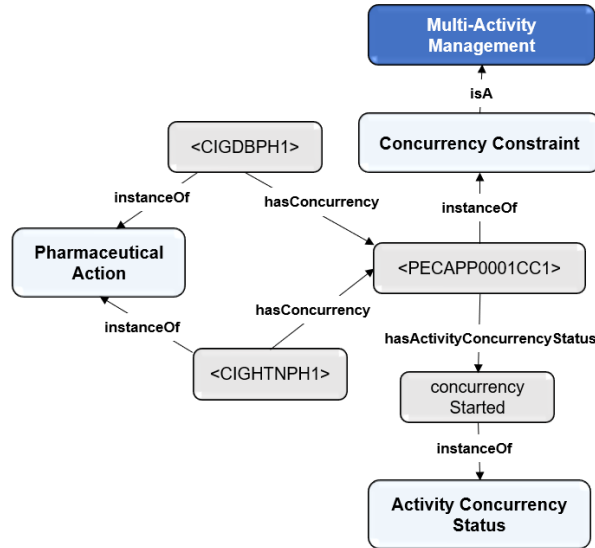 Multi-Activity
Management
isA
<CIGDBPH1>
Concurrency Constraint
instanceOf
hasConcurrency
instanceOf
Pharmaceutical
Action
<PECAPP0001CC1>
hasConcurrency
instanceOf
hasActivityConcurrencyStatus
<CIGHTNPH1>
concurrency
Started
instanceOf
Activity Concurrency
Status